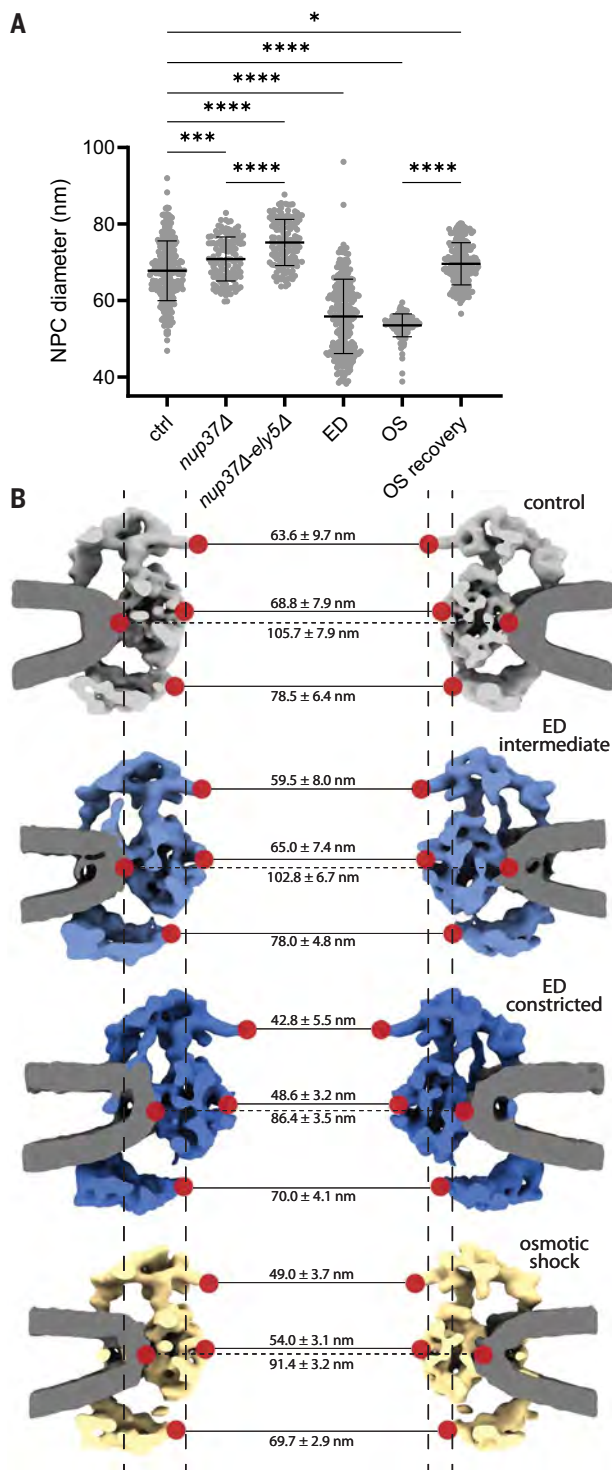 A
*
****
****
****
***
****
****
100
80
60
40
NPC diameter (nm)
ctrl
nup37Δ
nup37Δ-ely5Δ
ED
OS
OS recovery
B
control
63.6 ± 9.7 nm
68.8 ± 7.9 nm
105.7 ± 7.9 nm
78.5 ± 6.4 nm
ED
intermediate
59.5 ± 8.0 nm
65.0 ± 7.4 nm
102.8 ± 6.7 nm
78.0 ± 4.8 nm
ED
constricted
42.8 ± 5.5 nm
48.6 ± 3.2 nm
86.4 ± 3.5 nm
70.0 ± 4.1 nm
osmotic
shock
49.0 ± 3.7 nm
54.0 ± 3.1 nm
91.4 ± 3.2 nm
69.7 ± 2.9 nm